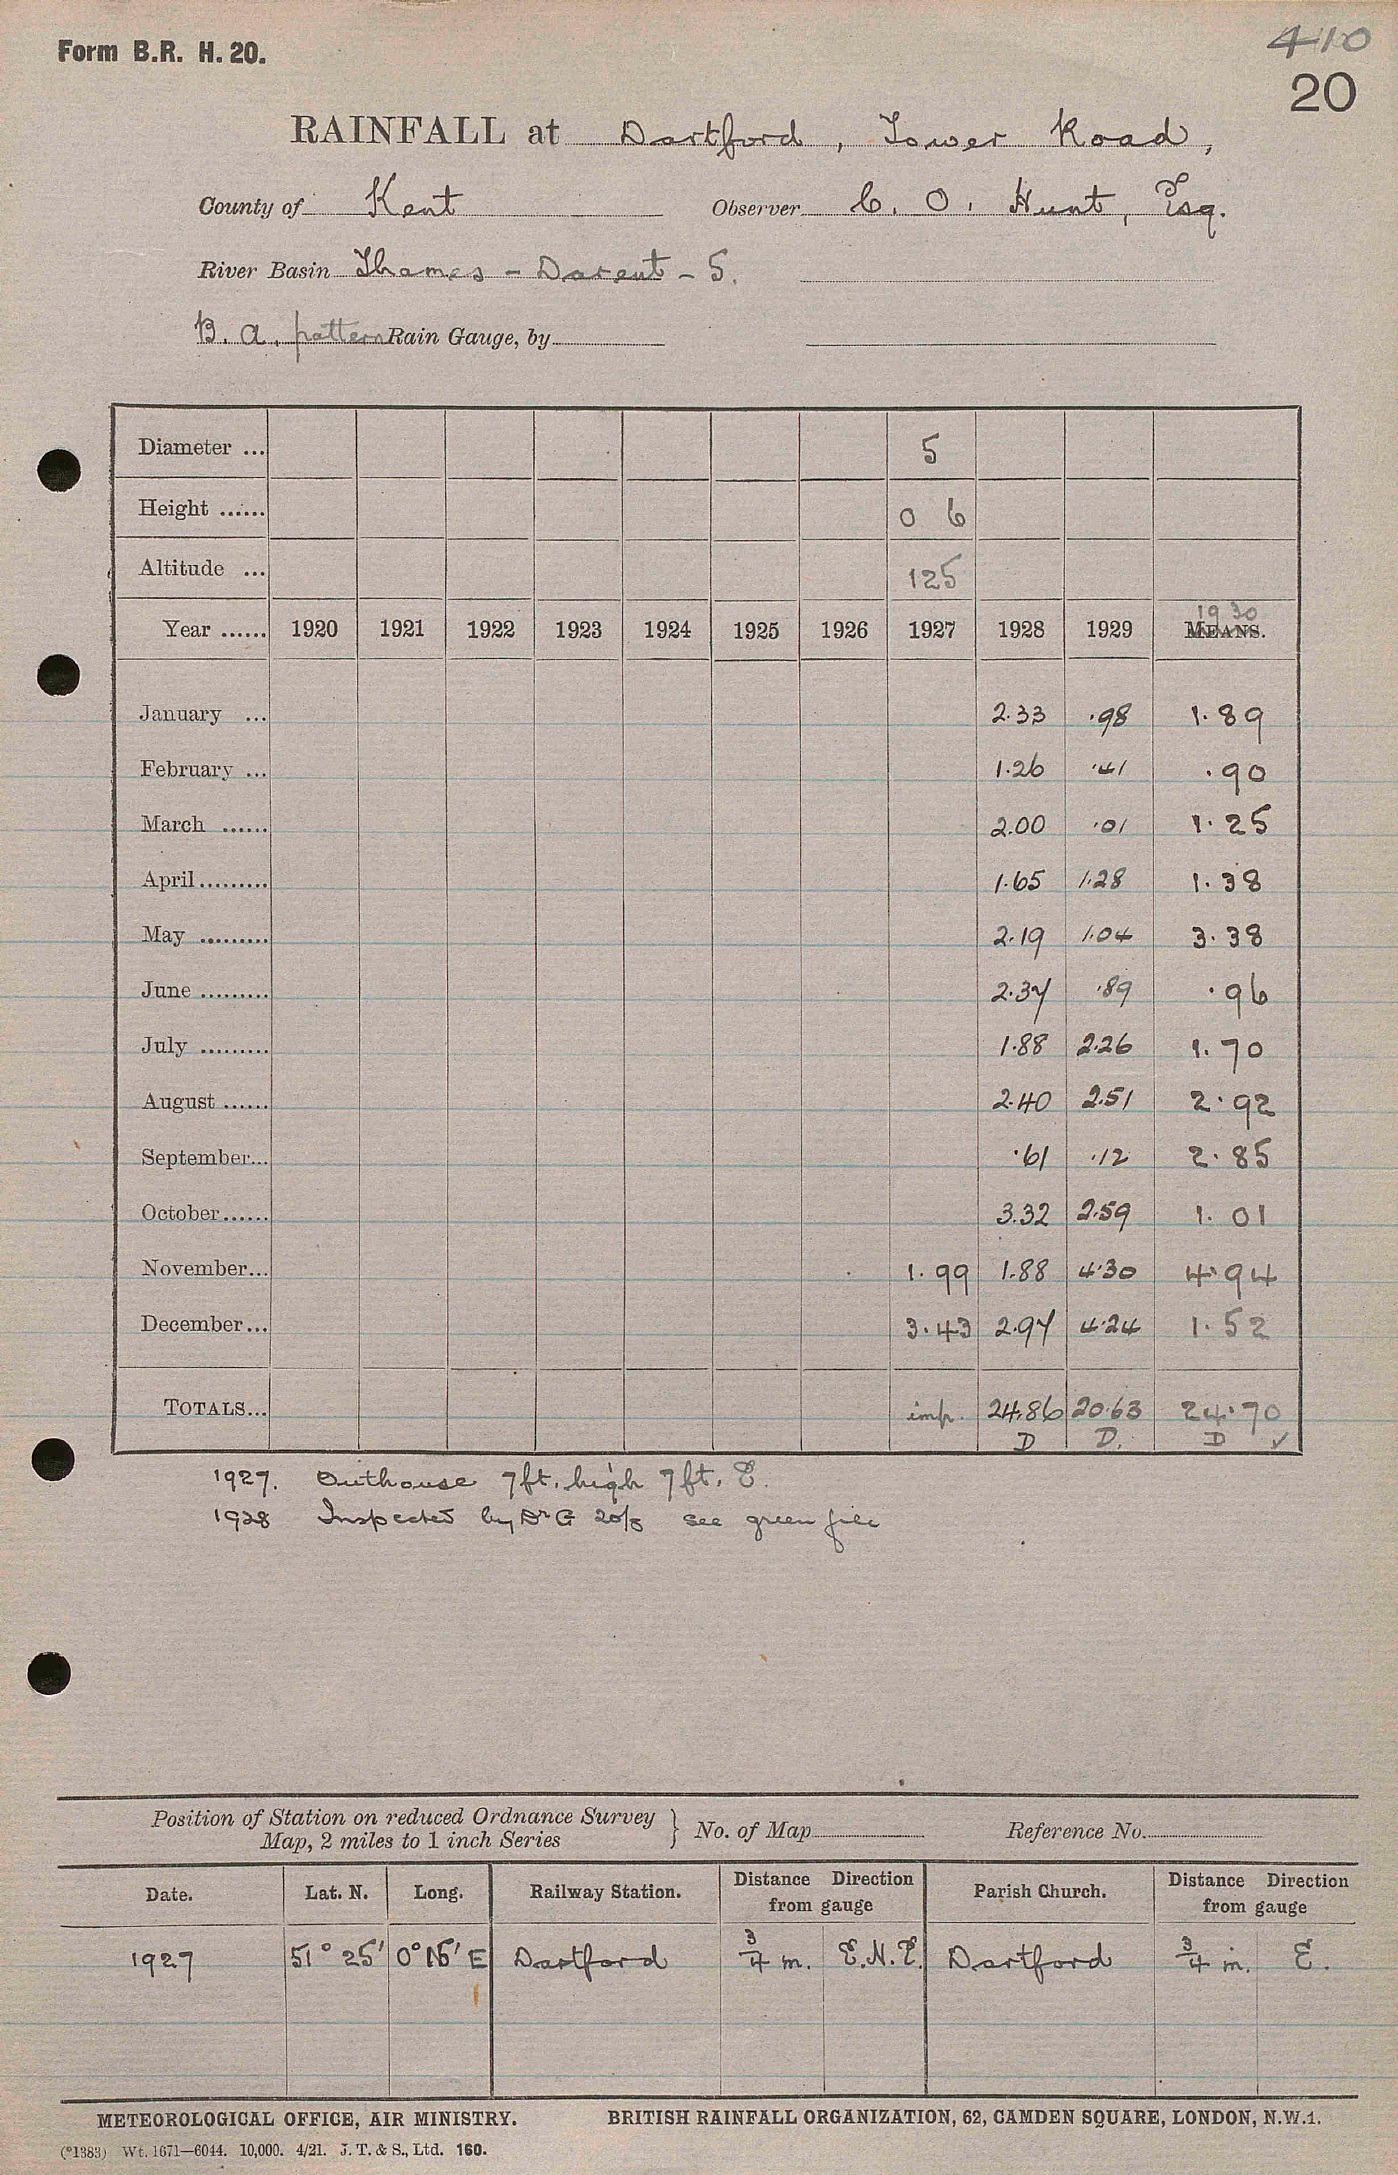 Form B.R. H. 20.
410
20
RAINFALL at Dartford, Tower Road,
County of Kent Observer C. O. Hunt, Esq.
River Basin Thames - Darent - 5.
B. a. pattern Rain Gauge, by
Diameter ... 5
Height ...... 0 6
Altitude ... 125
1930
Year ...... 1920 1921 1922 1923 1924 1925 1926 1927 1928 1929 MEANS.
January ... 2.33 .98 1.89
February ... 1.26 .41 .90
March ...... 2.00 .01 1.25
April ......... 1.65 1.28 1.38
May ......... 2.19 1.04 3.38
June ......... 2.37 .89 .96
July ......... 1.88 2.26 1.70
August ...... 2.40 2.51 2.92
September... .61 .12 2.85
October...... 3.32 2.59 1.01
November... 1.99 1.88 4.30 4.94
December... 3.43 2.97 4.24 1.52
TOTALS... imp. 24.86 20.63 24.70
D D. D ✓
1927. Outhouse 7ft. high 7ft. E.
1928 Inspected by Dr G 20/8 see green file
Position of Station on reduced Ordnance Survey
Map, 2 miles to 1 inch Series } No. of Map Reference No.
Date. Lat. N. Long. Railway Station. Distance Direction from gauge Parish Church. Distance Direction from gauge
1927 51° 25' 0° 15' E Dartford 3/4 m. E.N.E. Dartford 3/4 m. E.
METEOROLOGICAL OFFICE, AIR MINISTRY. BRITISH RAINFALL ORGANIZATION, 62, CAMDEN SQUARE, LONDON, N.W.1.
(*1383) Wt. 1671—6044. 10,000. 4/21. J. T. & S., Ltd. 160.